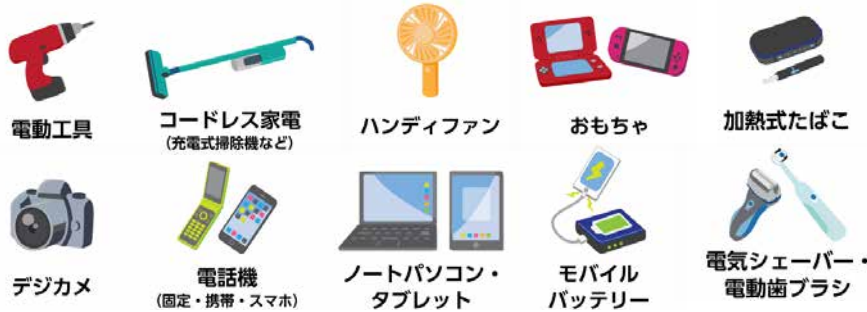 電動工具
コードレス家電
（充電式掃除機など）
ハンディファン
おもちゃ
加熱式たばこ
デジカメ
電話機
（固定・携帯・スマホ）
ノートパソコン・
タブレット
モバイル
バッテリー
電気シェーバー・
電動歯ブラシ